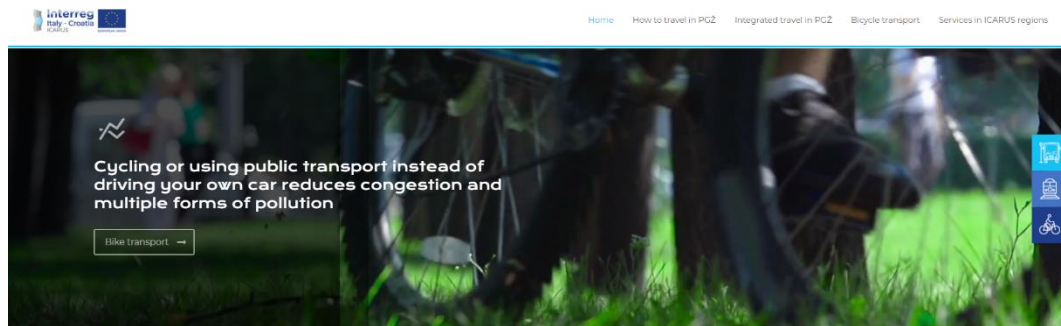 Interreg
Italy - Croatia
ICARUS
EUROPEAN UNION
Home
How to travel in PGŽ
Integrated travel in PGŽ
Bicycle transport
Services in ICARUS regions
Cycling or using public transport instead of
driving your own car reduces congestion and
multiple forms of pollution
Bike transport →